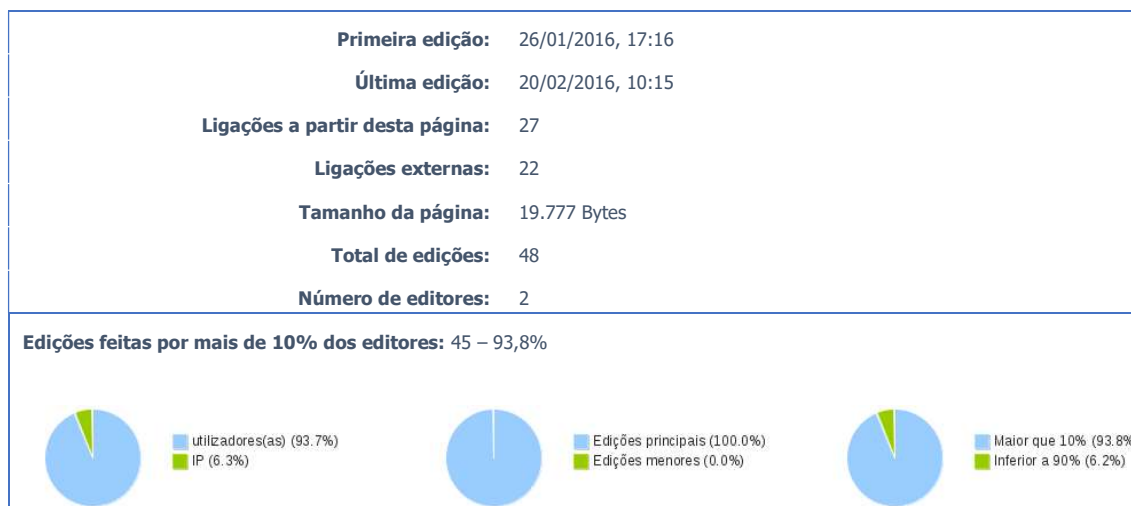 Primeira edição: 26/01/2016, 17:16
Última edição: 20/02/2016, 10:15
Ligações a partir desta página: 27
Ligações externas: 22
Tamanho da página: 19.777 Bytes
Total de edições: 48
Número de editores: 2
Edições feitas por mais de 10% dos editores: 45 – 93,8%
utilizadores(as) (93.7%)
IP (6.3%)
Edições principais (100.0%)
Edições menores (0.0%)
Maior que 10% (93.8%
Inferior a 90% (6.2%)